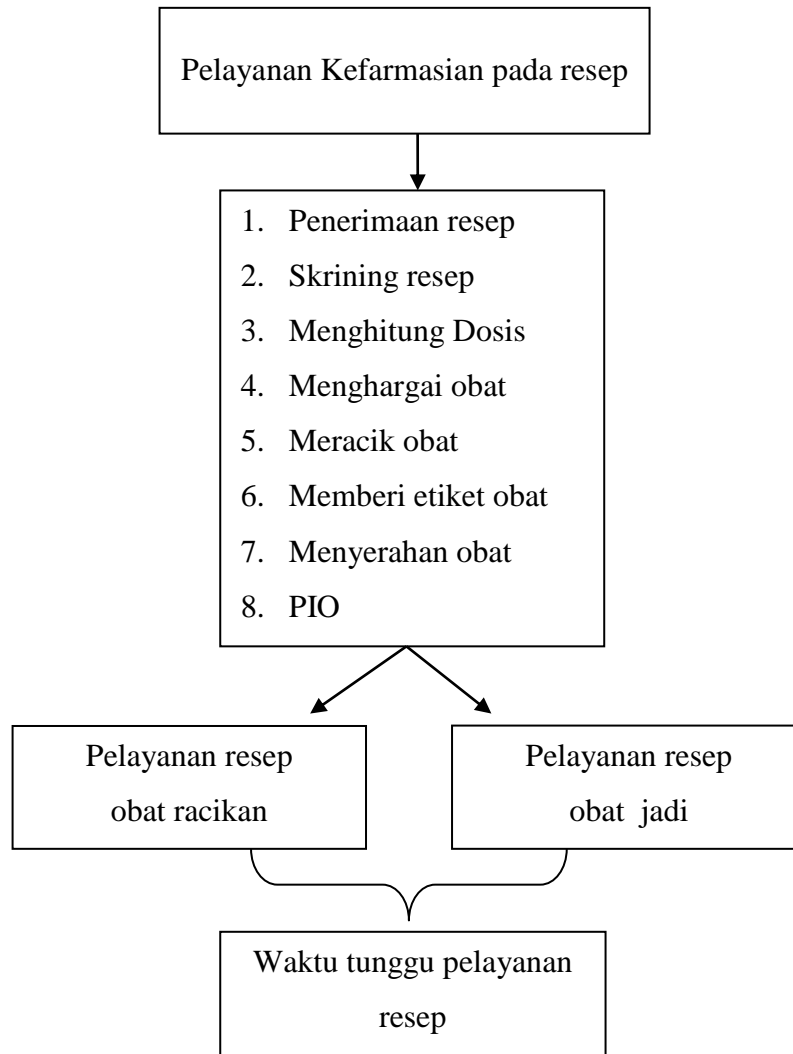 Pelayanan Kefarmasian pada resep
1. Penerimaan resep
2. Skrining resep
3. Menghitung Dosis
4. Menghargai obat
5. Meracik obat
6. Memberi etiket obat
7. Menyerahan obat
8. PIO
Pelayanan resep
obat racikan
Pelayanan resep
obat jadi
Waktu tunggu pelayanan
resep